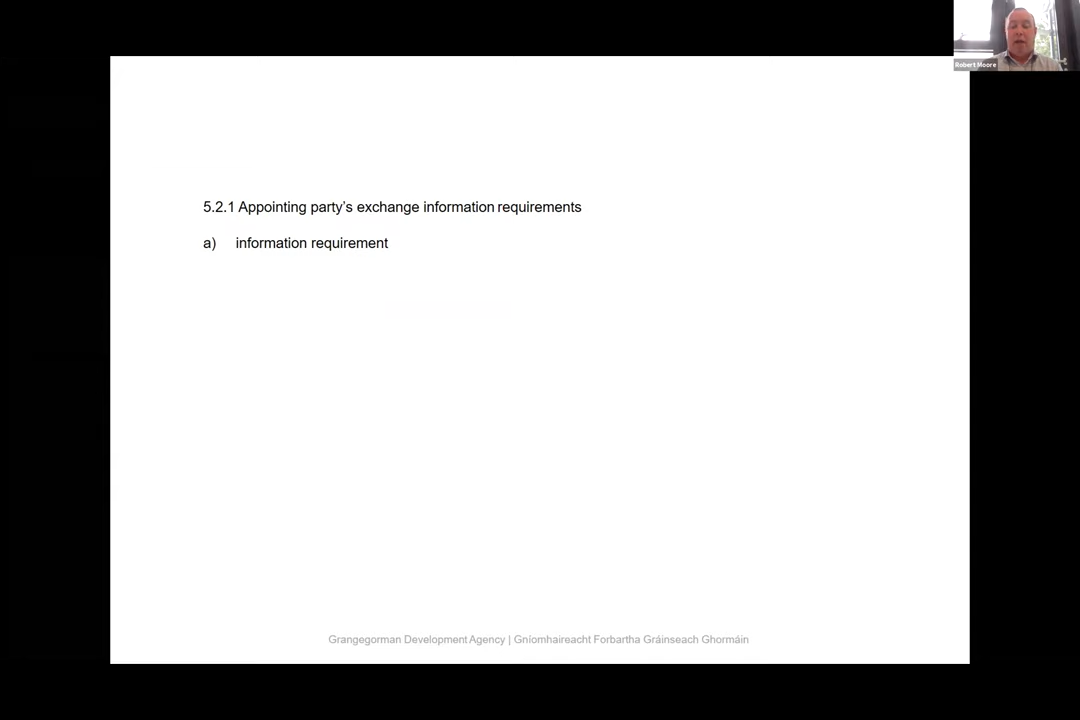 Robert Moore
5.2.1 Appointing party’s exchange information requirements
a) information requirement
Grangegorman Development Agency | Gníomhaireacht Forbartha Gráinseach Ghormáin